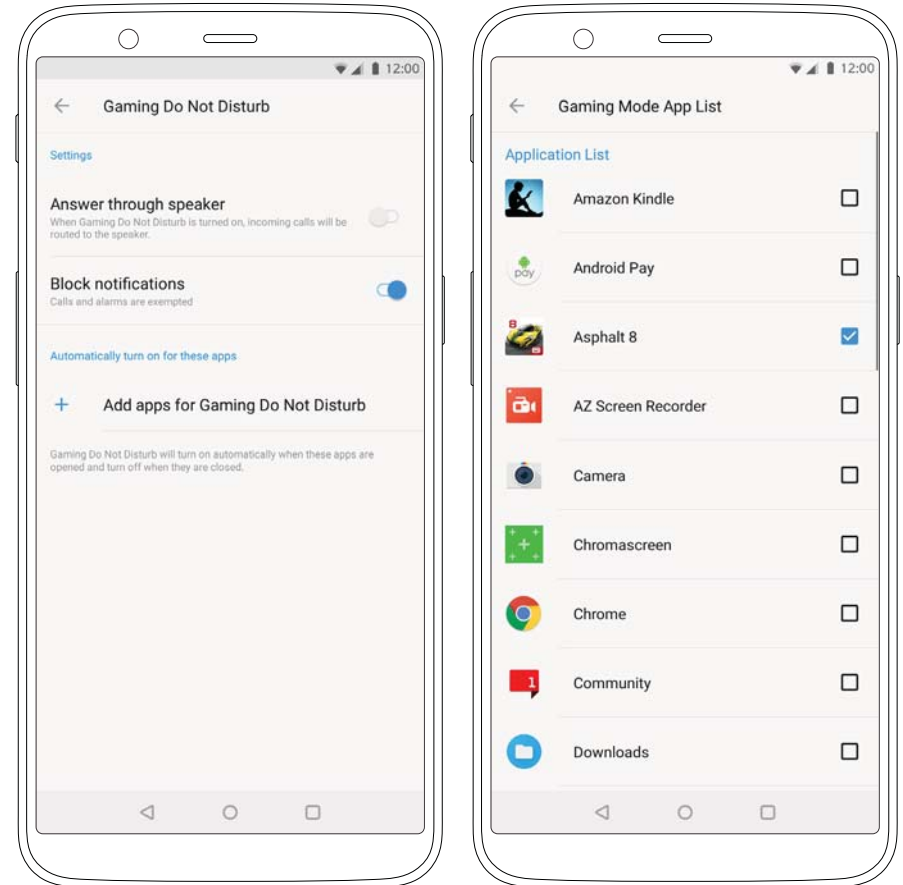 12:00
Gaming Do Not Disturb
Settings
Answer through speaker
When Gaming Do Not Disturb is turned on, incoming calls will be
routed to the speaker.
Block notifications
Calls and alarms are exempted
Automatically turn on for these apps
+ Add apps for Gaming Do Not Disturb
Gaming Do Not Disturb will turn on automatically when these apps are
opened and turn off when they are closed.
12:00
Gaming Mode App List
Application List
Amazon Kindle
pay
Android Pay
8
Asphalt 8
AZ Screen Recorder
Camera
Chromascreen
Chrome
1
Community
Downloads